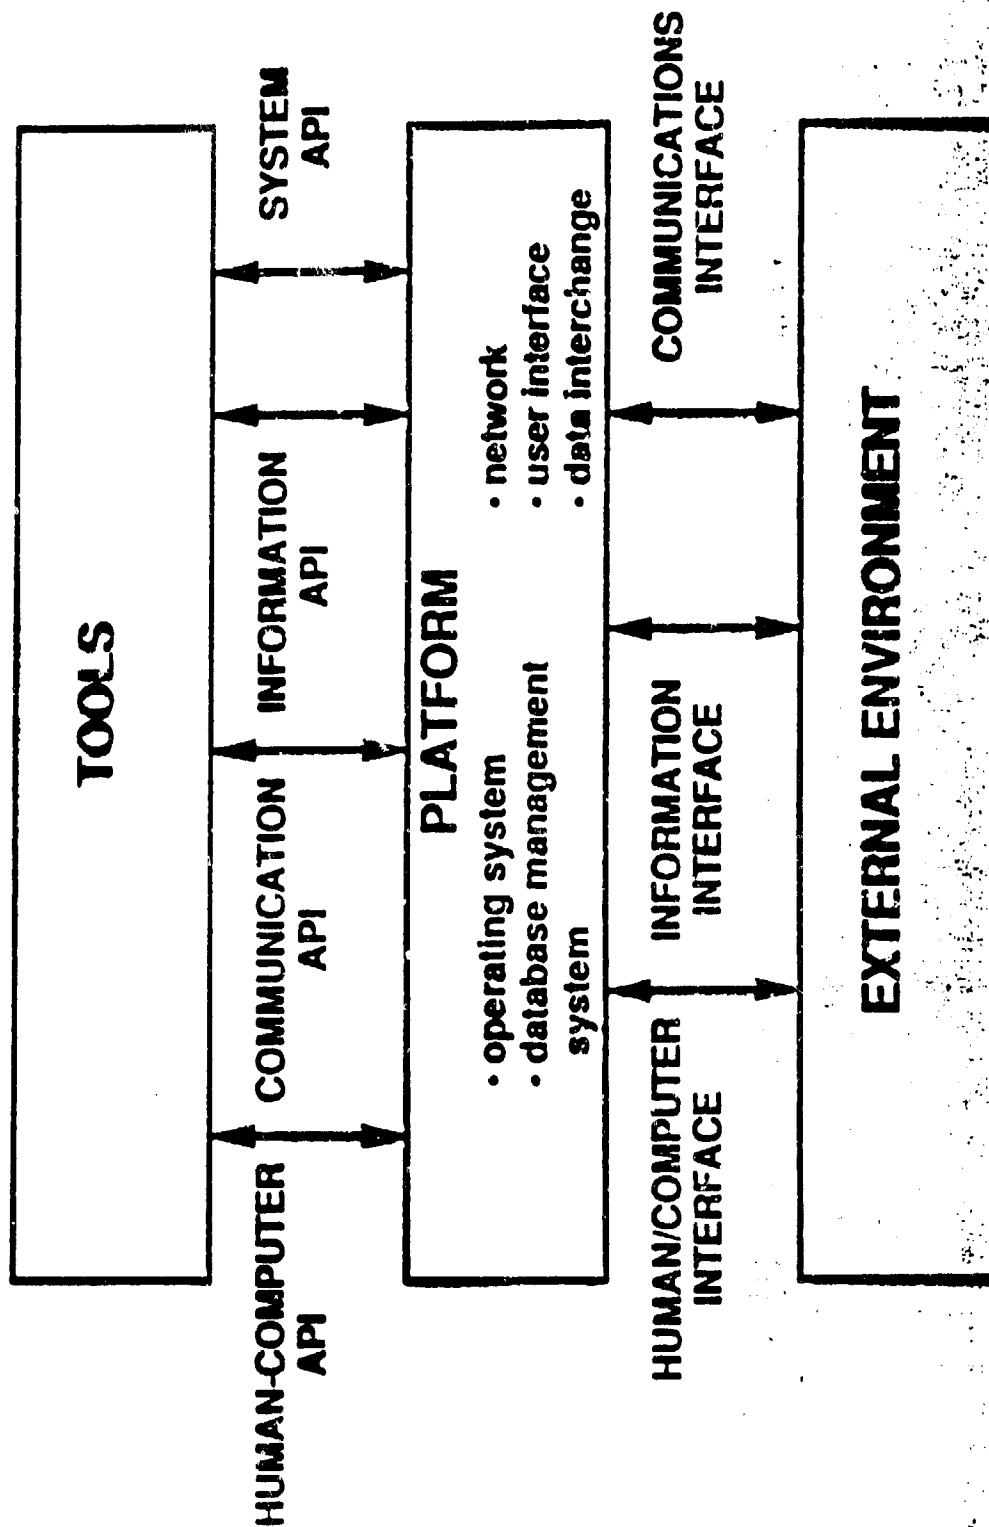 TOOLS
HUMAN-COMPUTER
API
COMMUNICATION
API
INFORMATION
API
SYSTEM
API
PLATFORM
• operating system
• database management
system
• network
• user interface
• data interchange
HUMAN/COMPUTER
INTERFACE
INFORMATION
INTERFACE
COMMUNICATIONS
INTERFACE
EXTERNAL ENVIRONMENT